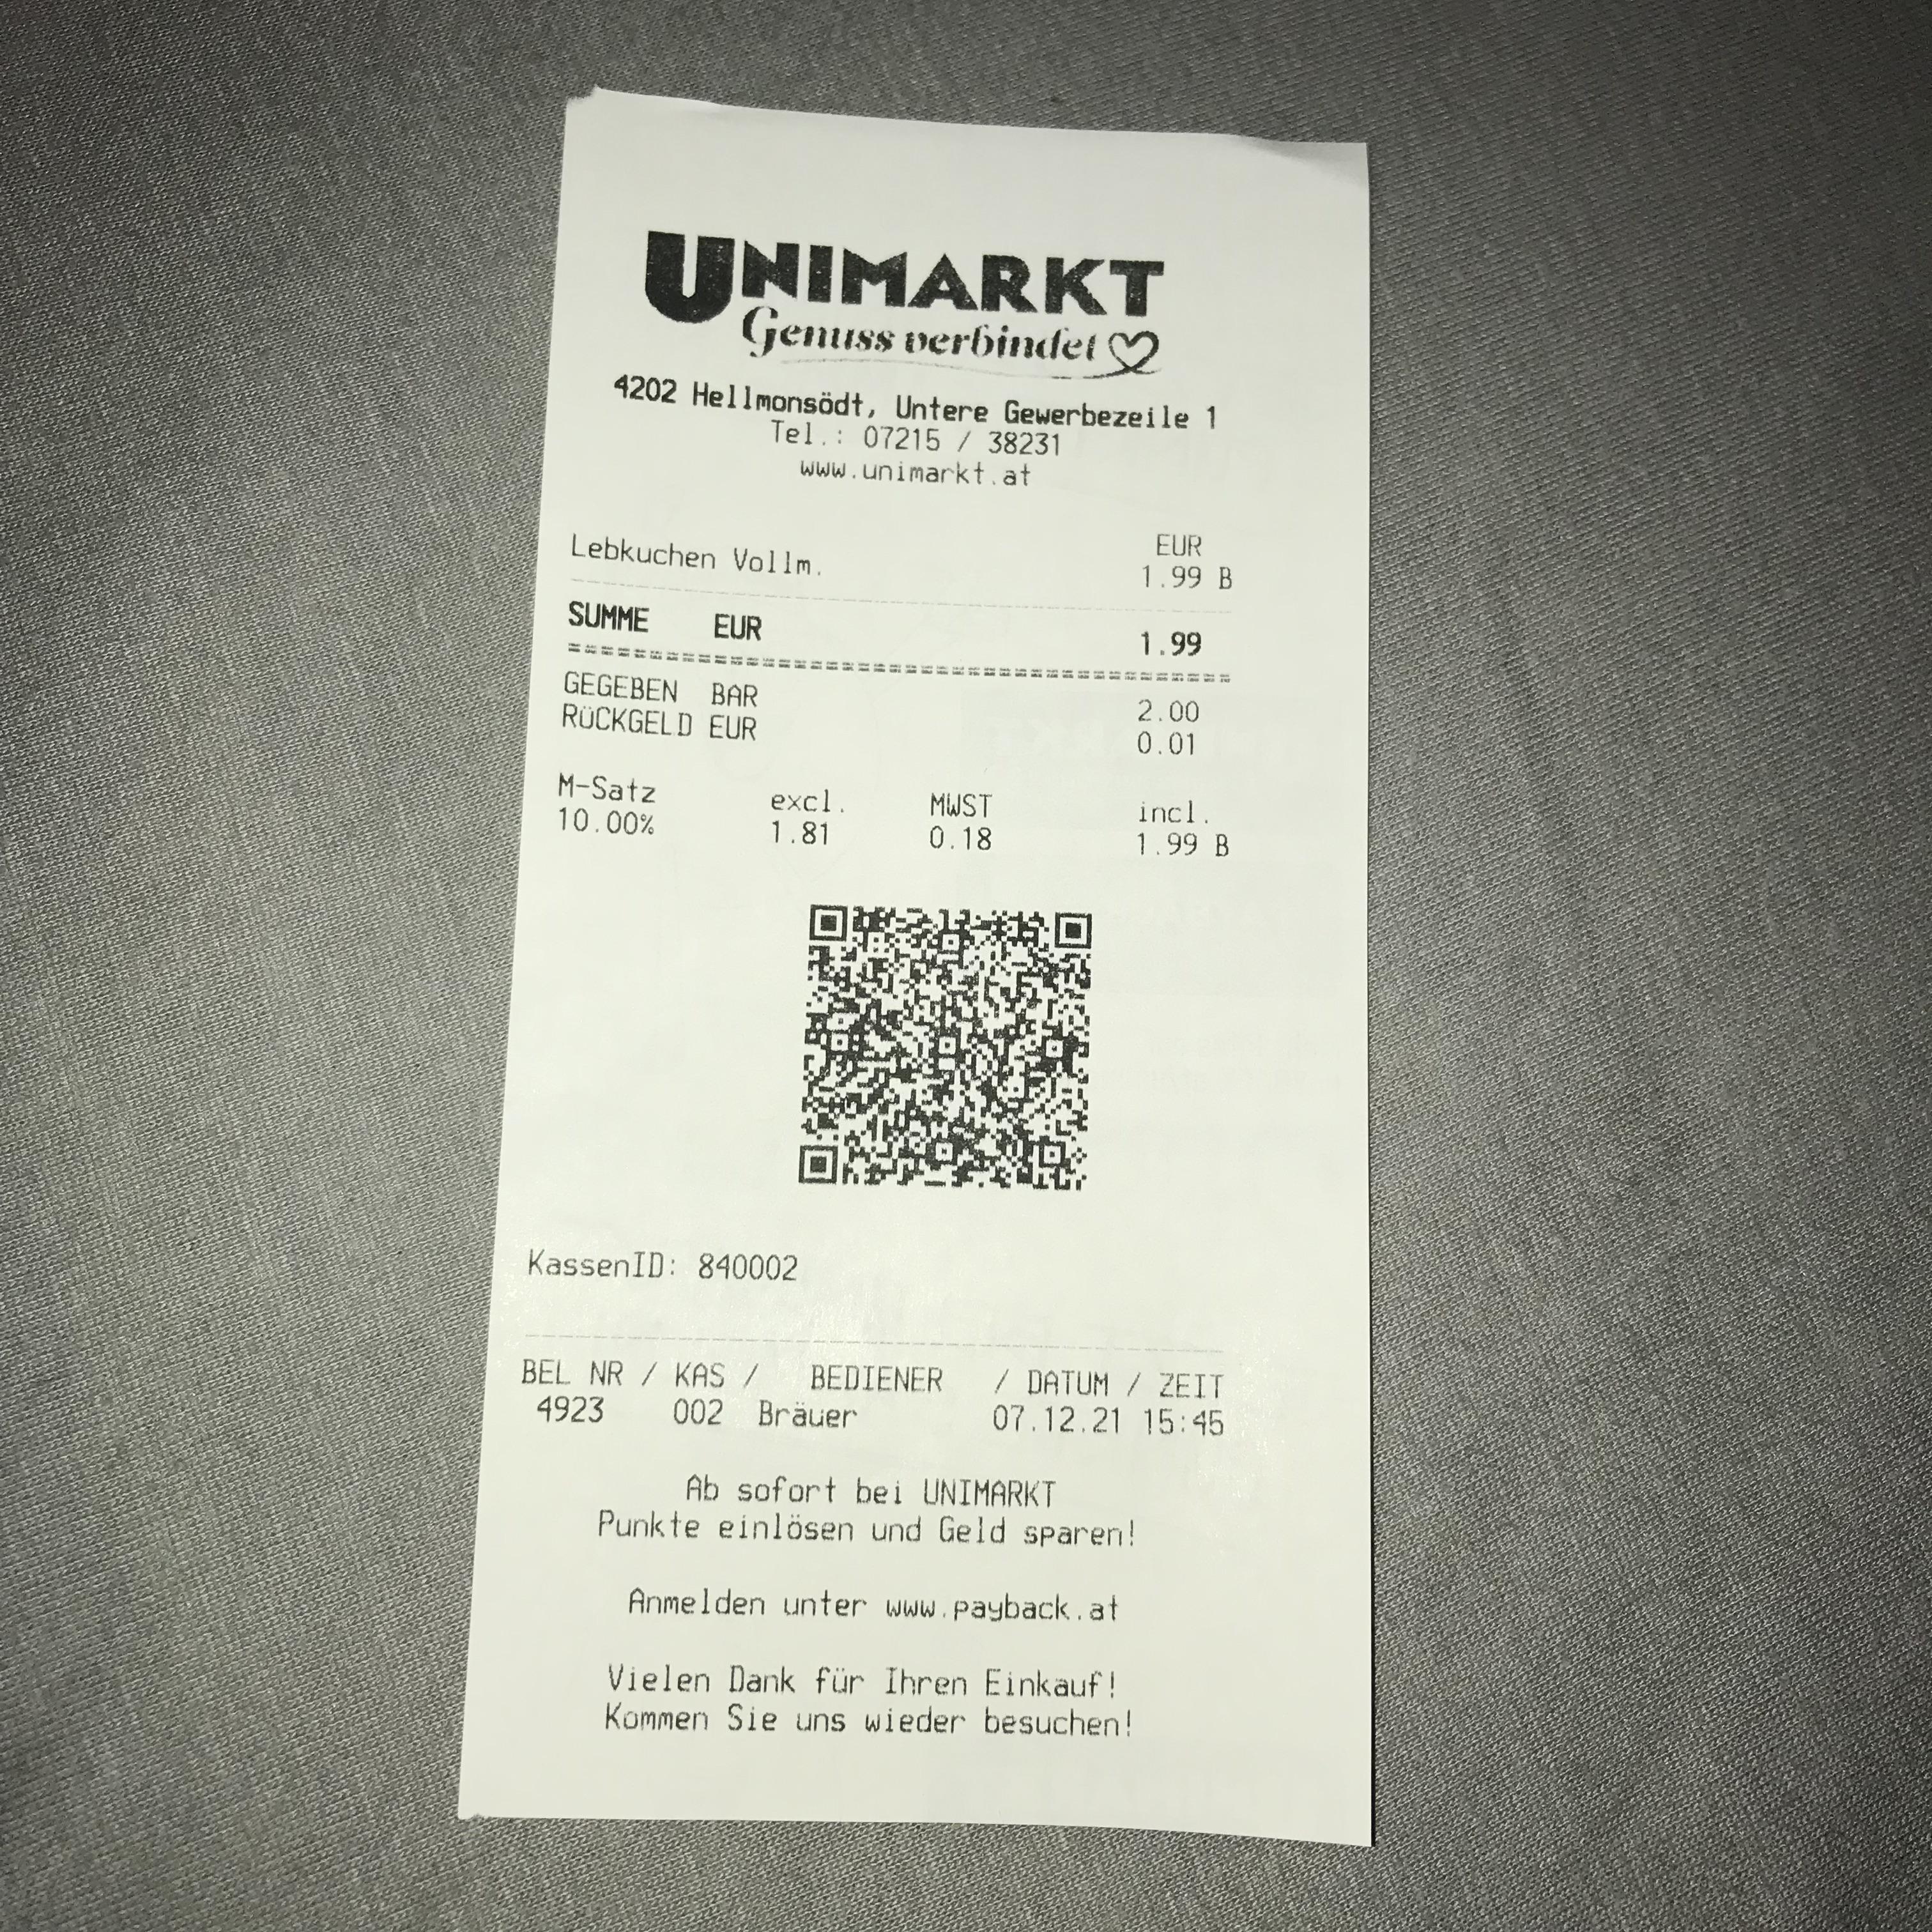 UNIMARKT
Genuss verbindet
4202 Hellmonsödt, Untere Gewerbezeile 1
Tel.: 07215 / 38231
www.unimarkt.at
EUR
Lebkuchen Vollm. 1.99 B
SUMME EUR 1.99
GEGEBEN BAR 2.00
RÜCKGELD EUR 0.01
M-Satz excl. MWST incl.
10.00% 1.81 0.18 1.99 B
KassenID: 840002
BEL NR / KAS / BEDIENER / DATUM / ZEIT
4923 002 Bräuer 07.12.21 15:45
Ab sofort bei UNIMARKT
Punkte einlösen und Geld sparen!
Anmelden unter www.payback.at
Vielen Dank für Ihren Einkauf!
Kommen Sie uns wieder besuchen!